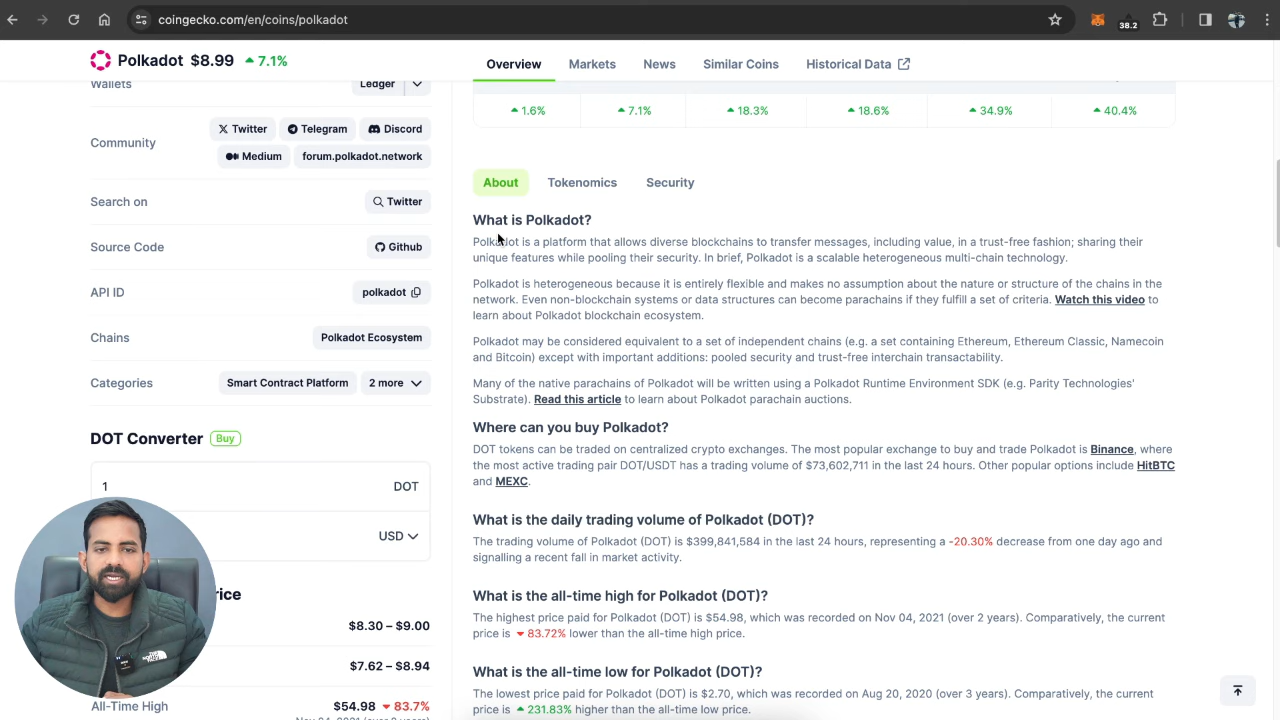 coingecko.com/en/coins/polkadot
38.2
Polkadot $8.99 7.1%
Overview
Markets
News
Similar Coins
Historical Data
Wallets
Ledger
Community
Twitter
Telegram
Discord
Medium
forum.polkadot.network
Search on
Twitter
Source Code
Github
API ID
polkadot
Chains
Polkadot Ecosystem
Categories
Smart Contract Platform
2 more
DOT Converter
Buy
1
DOT
USD
rice
$8.30 – $9.00
$7.62 – $8.94
All-Time High
$54.98 83.7%
1.6%
7.1%
18.3%
18.6%
34.9%
40.4%
About
Tokenomics
Security
What is Polkadot?
Polkadot is a platform that allows diverse blockchains to transfer messages, including value, in a trust-free fashion; sharing their
unique features while pooling their security. In brief, Polkadot is a scalable heterogeneous multi-chain technology.
Polkadot is heterogeneous because it is entirely flexible and makes no assumption about the nature or structure of the chains in the
network. Even non-blockchain systems or data structures can become parachains if they fulfill a set of criteria. Watch this video to
learn about Polkadot blockchain ecosystem.
Polkadot may be considered equivalent to a set of independent chains (e.g. a set containing Ethereum, Ethereum Classic, Namecoin
and Bitcoin) except with important additions: pooled security and trust-free interchain transactability.
Many of the native parachains of Polkadot will be written using a Polkadot Runtime Environment SDK (e.g. Parity Technologies'
Substrate). Read this article to learn about Polkadot parachain auctions.
Where can you buy Polkadot?
DOT tokens can be traded on centralized crypto exchanges. The most popular exchange to buy and trade Polkadot is Binance, where
the most active trading pair DOT/USDT has a trading volume of $73,602,711 in the last 24 hours. Other popular options include HitBTC
and MEXC.
What is the daily trading volume of Polkadot (DOT)?
The trading volume of Polkadot (DOT) is $399,841,584 in the last 24 hours, representing a -20.30% decrease from one day ago and
signalling a recent fall in market activity.
What is the all-time high for Polkadot (DOT)?
The highest price paid for Polkadot (DOT) is $54.98, which was recorded on Nov 04, 2021 (over 2 years). Comparatively, the current
price is 83.72% lower than the all-time high price.
What is the all-time low for Polkadot (DOT)?
The lowest price paid for Polkadot (DOT) is $2.70, which was recorded on Aug 20, 2020 (over 3 years). Comparatively, the current
price is 231.83% higher than the all-time low price.